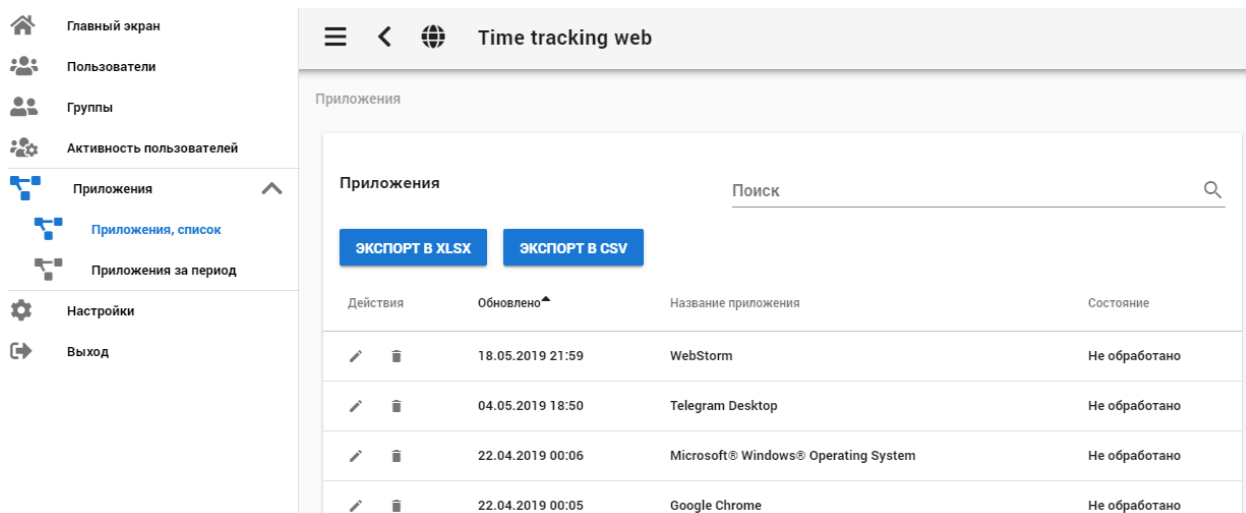 Главный экран
Пользователи
Группы
Активность пользователей
Приложения
Приложения, список
Приложения за период
Настройки
Выход
Time tracking web
Приложения
Приложения
Поиск
ЭКСПОРТ В XLSX ЭКСПОРТ В CSV
Действия Обновлено Название приложения Состояние
18.05.2019 21:59 WebStorm Не обработано
04.05.2019 18:50 Telegram Desktop Не обработано
22.04.2019 00:06 Microsoft® Windows® Operating System Не обработано
22.04.2019 00:05 Google Chrome Не обработано